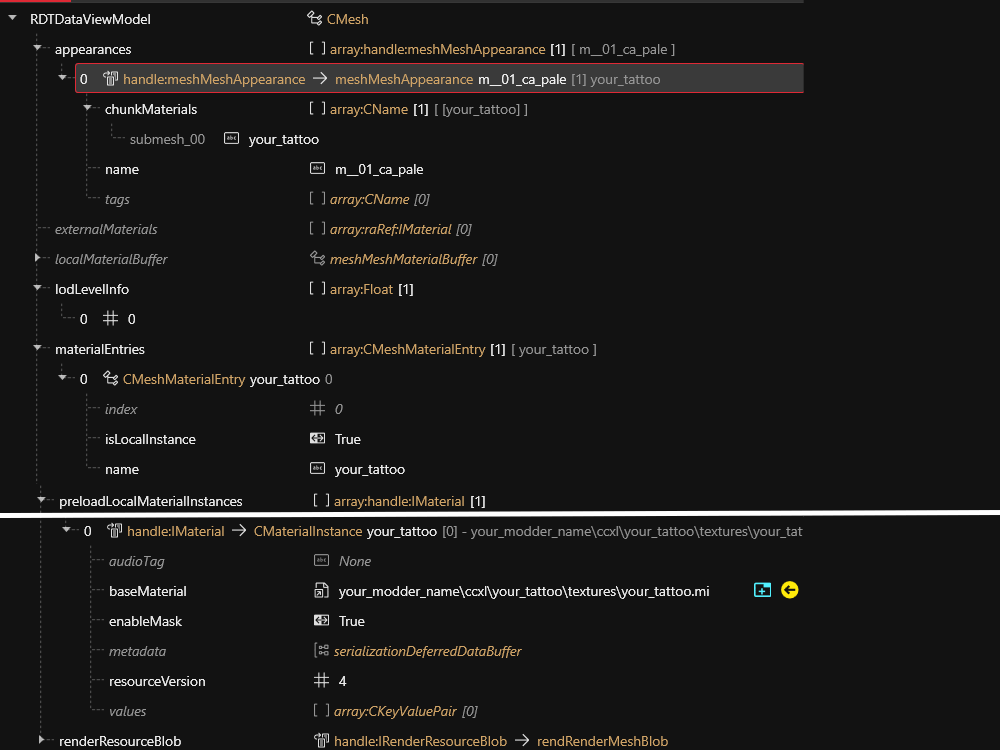 RDTDataViewModel CMesh
appearances [ ] array:handle:meshMeshAppearance [1] [ m__01_ca_pale ]
0 handle:meshMeshAppearance → meshMeshAppearance m__01_ca_pale [1] your_tattoo
chunkMaterials [ ] array:CName [1] [ [your_tattoo] ]
submesh_00 abc your_tattoo
name abc m__01_ca_pale
tags [ ] array:CName [0]
externalMaterials [ ] array:raRef:IMaterial [0]
localMaterialBuffer meshMeshMaterialBuffer [0]
lodLevelInfo [ ] array:Float [1]
0 # 0
materialEntries [ ] array:CMeshMaterialEntry [1] [ your_tattoo ]
0 CMeshMaterialEntry your_tattoo 0
index # 0
isLocalInstance True
name abc your_tattoo
preloadLocalMaterialInstances [ ] array:handle:IMaterial [1]
0 handle:IMaterial → CMaterialInstance your_tattoo [0] - your_modder_name\ccxl\your_tattoo\textures\your_tat
audioTag abc None
baseMaterial your_modder_name\ccxl\your_tattoo\textures\your_tattoo.mi
enableMask True
metadata serializationDeferredDataBuffer
resourceVersion # 4
values [ ] array:CKeyValuePair [0]
renderResourceBlob handle:IRenderResourceBlob → rendRenderMeshBlob